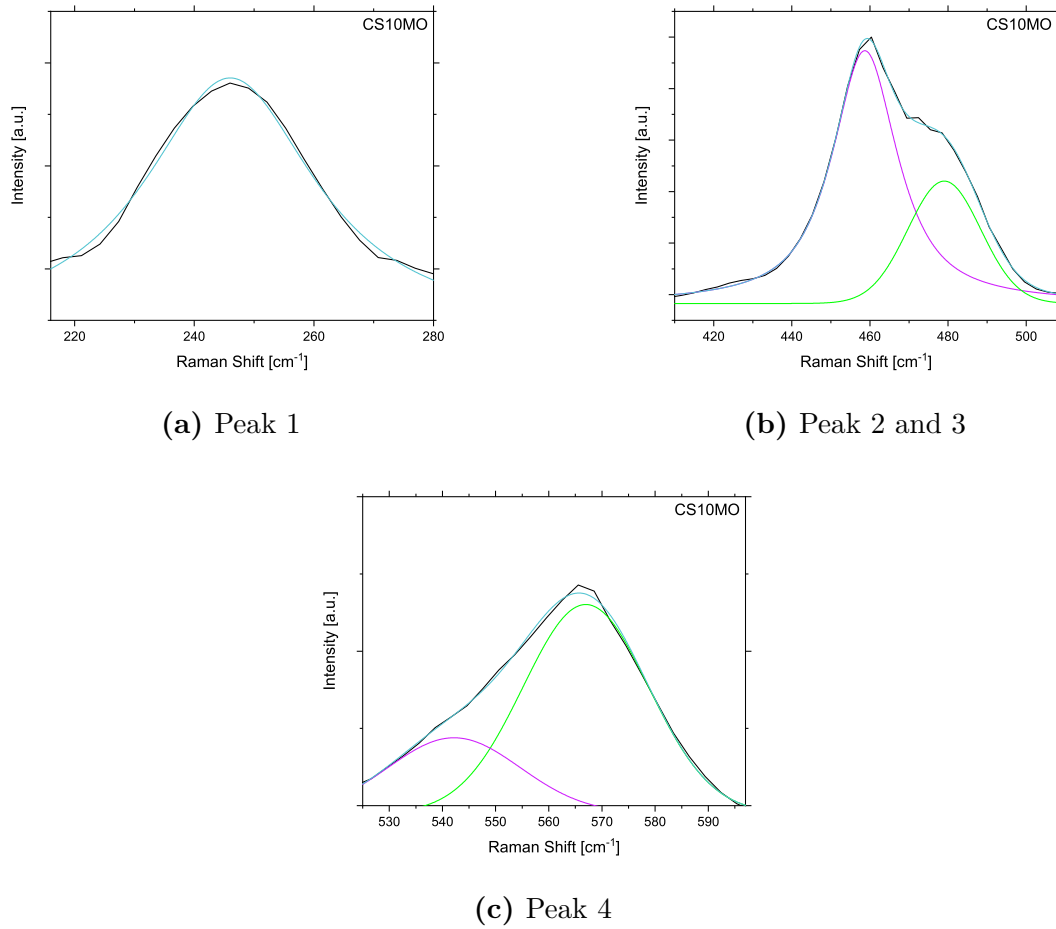 CS10MO
Intensity [a.u.]
220 240 260 280
Raman Shift [cm-1]
(a) Peak 1
CS10MO
Intensity [a.u.]
420 440 460 480 500
Raman Shift [cm-1]
(b) Peak 2 and 3
CS10MO
Intensity [a.u.]
530 540 550 560 570 580 590
Raman Shift [cm-1]
(c) Peak 4